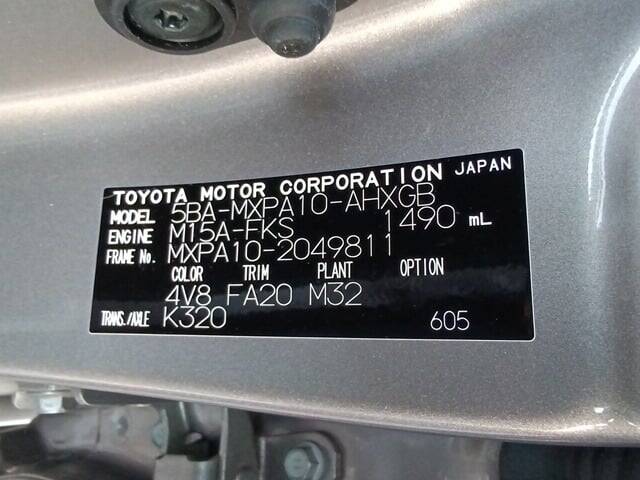 TOYOTA MOTOR CORPORATION JAPAN
MODEL 5BA-MXPA10-AHXGB
ENGINE M15A-FKS 1490 mL
FRAME No. MXPA10-2049811
COLOR TRIM PLANT OPTION
4V8 FA20 M32
TRANS./AXLE K320 605